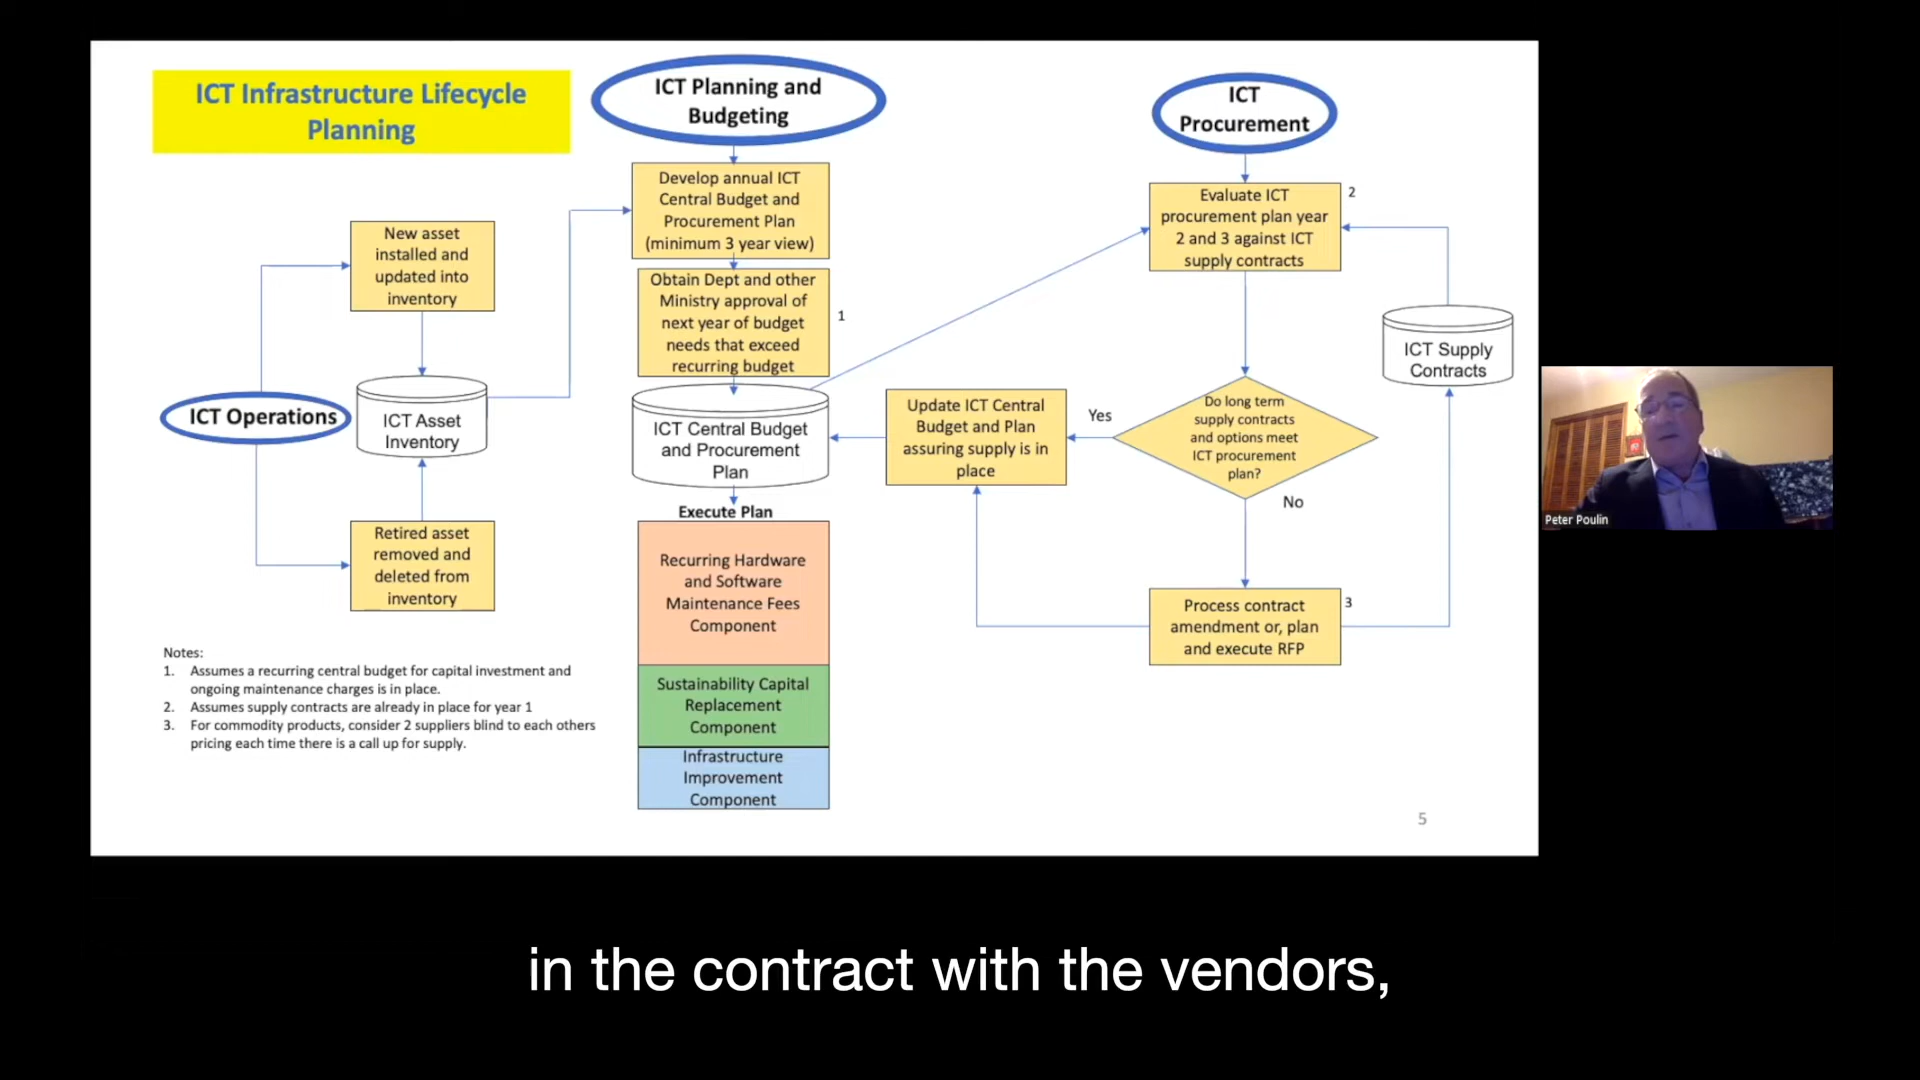 ICT Infrastructure Lifecycle
Planning
ICT Planning and
Budgeting
ICT
Procurement
Develop annual ICT
Central Budget and
Procurement Plan
(minimum 3 year view)
Evaluate ICT
procurement plan year
2 and 3 against ICT
supply contracts
2
New asset
installed and
updated into
inventory
Obtain Dept and other
Ministry approval of
next year of budget
needs that exceed
recurring budget
1
ICT Supply
Contracts
ICT Operations
ICT Asset
Inventory
ICT Central Budget
and Procurement
Plan
Update ICT Central
Budget and Plan
assuring supply is in
place
Yes
Do long term
supply contracts
and options meet
ICT procurement
plan?
No
Execute Plan
Retired asset
removed and
deleted from
inventory
Recurring Hardware
and Software
Maintenance Fees
Component
Process contract
amendment or, plan
and execute RFP
3
Sustainability Capital
Replacement
Component
Infrastructure
Improvement
Component
Notes:
1. Assumes a recurring central budget for capital investment and
ongoing maintenance charges is in place.
2. Assumes supply contracts are already in place for year 1
3. For commodity products, consider 2 suppliers blind to each others
pricing each time there is a call up for supply.
5
Peter Poulin
in the contract with the vendors,